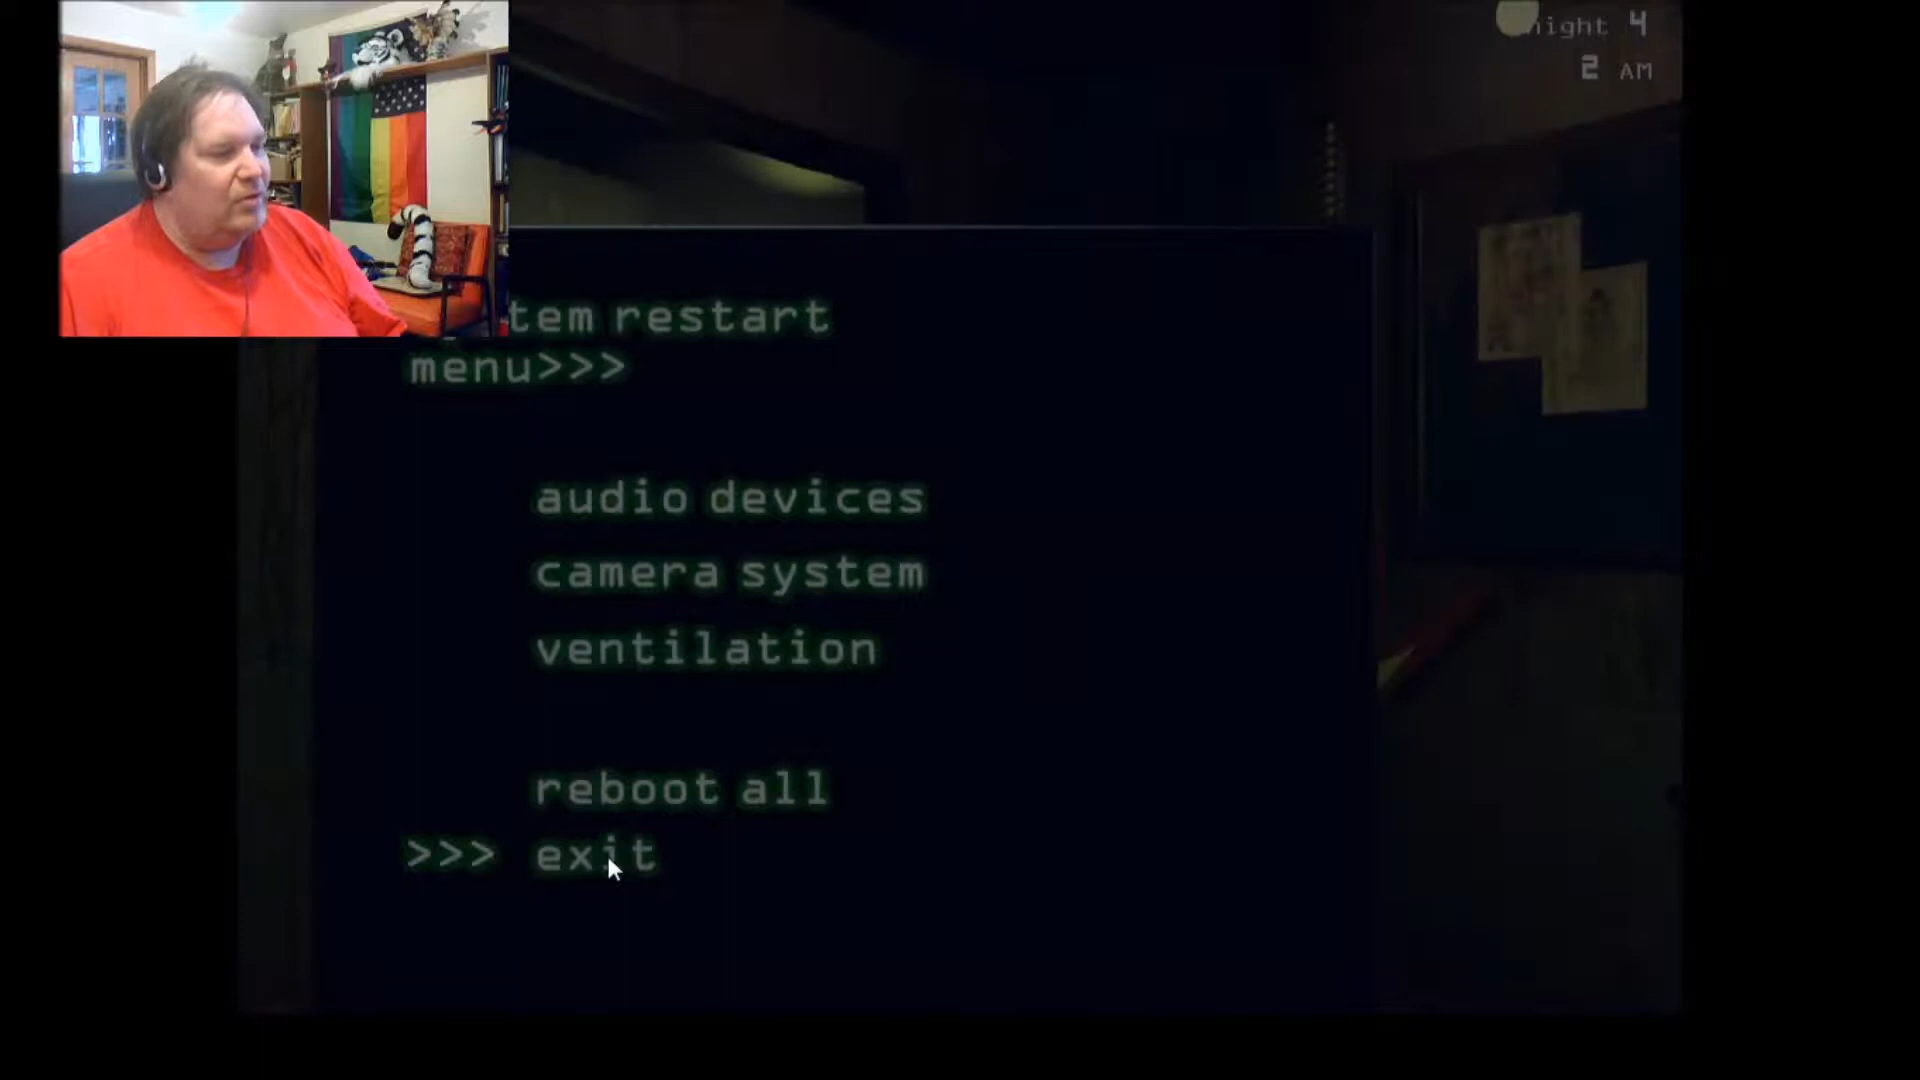 night 4
2 AM
tem restart
menu>>>
audio devices
camera system
ventilation
reboot all
>>> exit